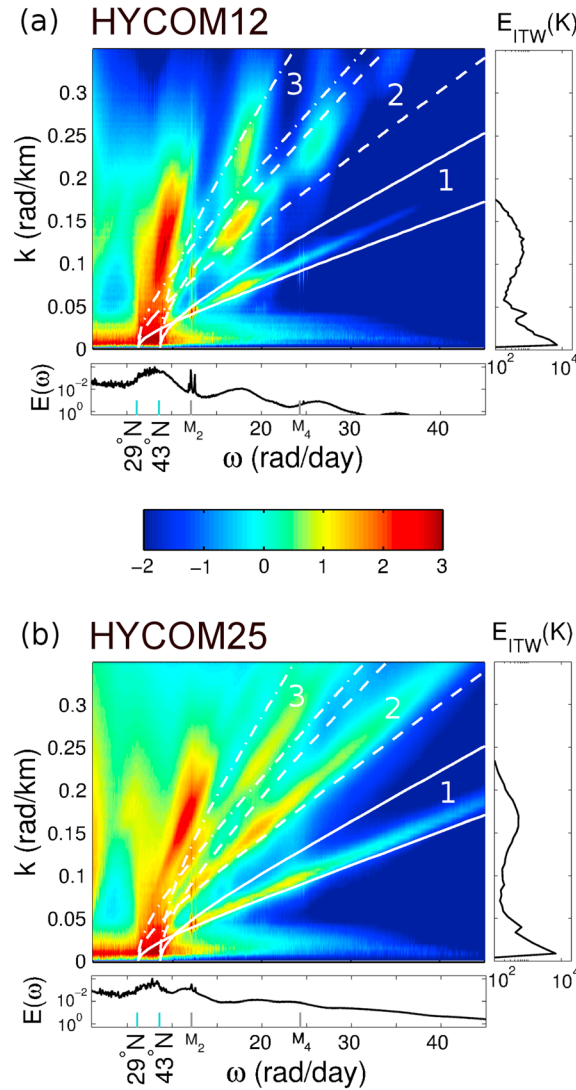 (a) HYCOM12
E_ITW(K)
k (rad/km)
0.3
0.25
0.2
0.15
0.1
0.05
0
3
2
1
10^2 10^4
E(ω)
10^-2
10^0
29°N 43°N M_2 20 M_4 30 40
ω (rad/day)
−2 −1 0 1 2 3
(b) HYCOM25
E_ITW(K)
k (rad/km)
0.3
0.25
0.2
0.15
0.1
0.05
0
3
2
1
10^2 10^4
E(ω)
10^-2
10^0
29°N 43°N M_2 20 M_4 30 40
ω (rad/day)